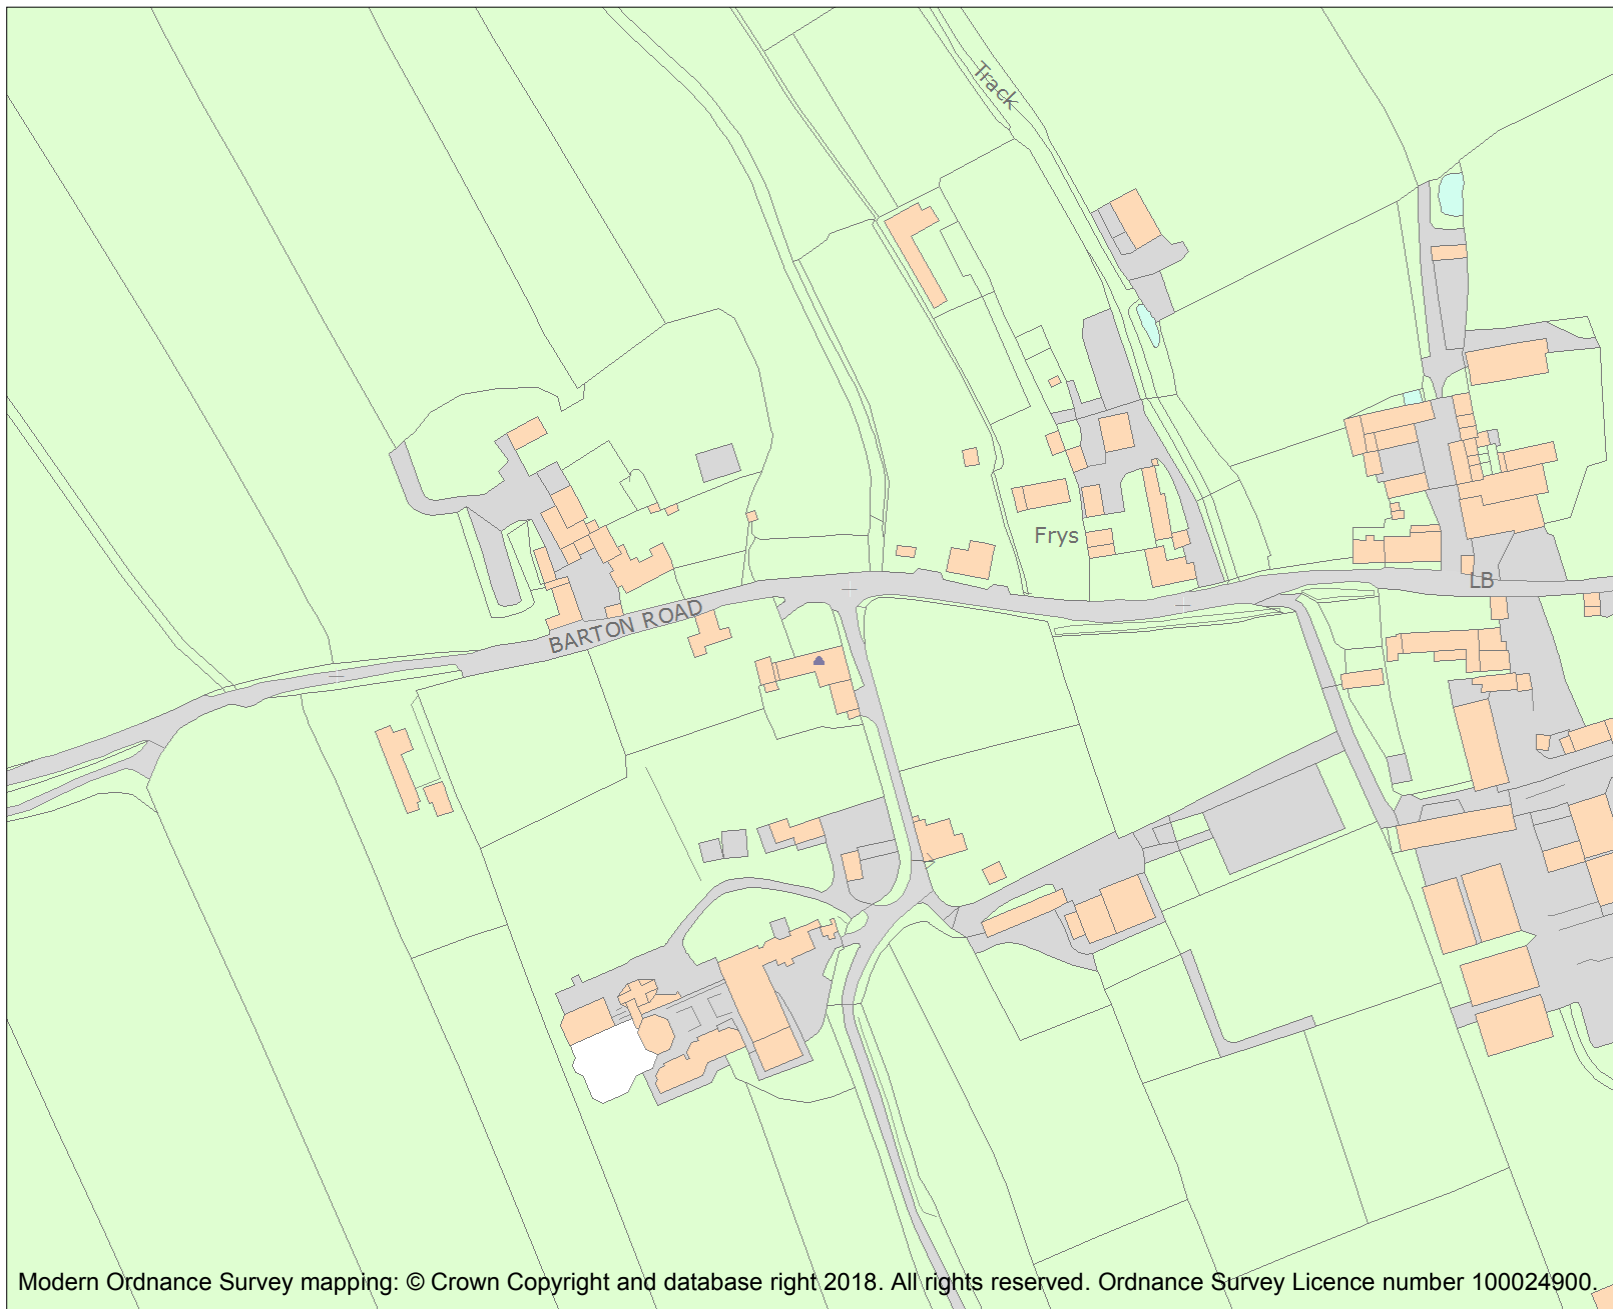 Track
Frys
LB
BARTON ROAD
Modern Ordnance Survey mapping: © Crown Copyright and database right 2018. All rights reserved. Ordnance Survey Licence number 100024900.